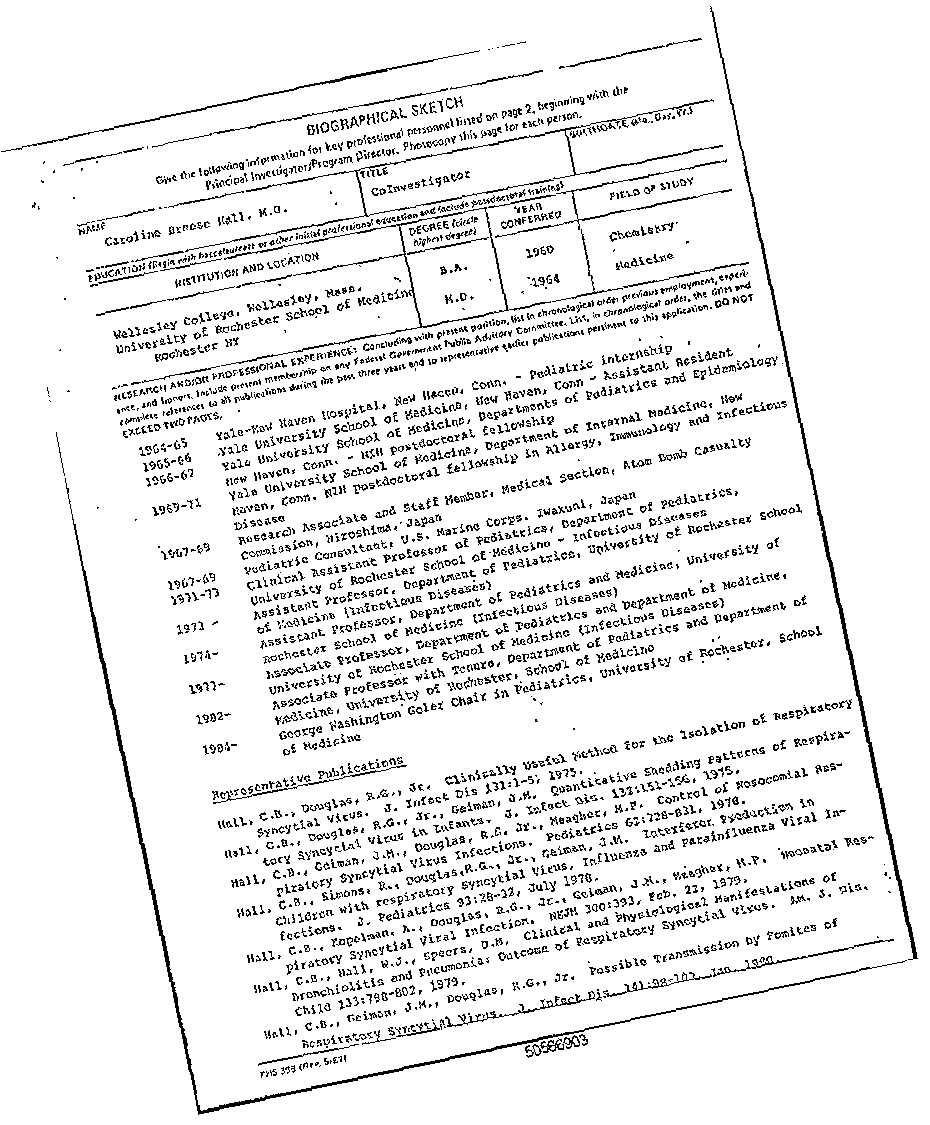 BIOGRAPHICAL SKETCH
Give the following information for key professional personnel listed on page 2, beginning with the
Principal Investigator/Program Director. Photocopy this page for each person.
NAME
Caroline Breese Hall, M.D.
TITLE
CoInvestigator
BIRTHDATE (Mo., Day, Yr.)
EDUCATION (Begin with baccalaureate or other initial professional education and include postdoctoral training)
INSTITUTION AND LOCATION
DEGREE (circle
highest degree)
YEAR
CONFERRED
FIELD OF STUDY
Wellesley College, Wellesley, Mass.
B.A.
1960
Chemistry
University of Rochester School of Medicine
Rochester NY
M.D.
1964
Medicine
RESEARCH AND/OR PROFESSIONAL EXPERIENCE: Concluding with present position, list in chronological order previous employment, experi-
ence, and honors. Include present membership on any Federal Government Public Advisory Committee. List, in chronological order, the titles and
complete references to all publications during the past three years and to representative earlier publications pertinent to this application. DO NOT
EXCEED TWO PAGES.
1964-65 Yale-New Haven Hospital, New Haven, Conn. - Pediatric internship
1965-66 Yale University School of Medicine, New Haven, Conn - Assistant Resident
1966-67 Yale University School of Medicine, Departments of Pediatrics and Epidemiology
New Haven, Conn. - NIH postdoctoral fellowship
1969-71 Yale University School of Medicine, Department of Internal Medicine, New
Haven, Conn. NIH Postdoctoral fellowship in Allergy, Immunology and Infectious
Disease
1967-69 Research Associate and Staff Member, Medical Section, Atom Bomb Casualty
Commission, Hiroshima, Japan
1967-69 Pediatric Consultant, U.S. Marine Corps. Iwakuni, Japan
1971-73 Clinical Assistant Professor of Pediatrics, Department of Pediatrics,
University of Rochester School of Medicine - Infectious Diseases
1973 - Assistant Professor, Department of Pediatrics, University of Rochester School
of Medicine (Infectious Diseases)
1974- Assistant Professor, Department of Pediatrics and Medicine, University of
Rochester School of Medicine (Infectious Diseases)
1977- Associate Professor, Department of Pediatrics and Department of Medicine,
University of Rochester School of Medicine (Infectious Diseases)
1982- Associate Professor with Tenure, Department of Pediatrics and Department of
Medicine, University of Rochester, School of Medicine
1984- George Washington Goler Chair in Pediatrics, University of Rochester, School
of Medicine
Representative Publications
Hall, C.B., Douglas, R.G., Jr. Clinically Useful Method for the Isolation of Respiratory
Syncytial Virus. J. Infect Dis 131:1-5, 1975.
Hall, C.B., Douglas, R.G., Jr., Geiman, J.M. Quantitative Shedding Patterns of Respira-
tory Syncytial Virus in Infants. J. Infect Dis. 132:151-156, 1975.
Hall, C.B., Geiman, J.M., Douglas, R.G. Jr., Meagher, M.P. Control of Nosocomial Res-
piratory Syncytial Virus Infections. Pediatrics 62:728-831, 1978.
Hall, C.B., Simons, R., Douglas, R.G., Jr., Geiman, J.M. Interferon Production in
Children with respiratory Syncytial Virus, Influenza and Parainfluenza Viral In-
fections. J. Pediatrics 93:28-32, July 1978.
Hall, C.B., Kopelman, A., Douglas, R.G., Jr., Geiman, J.M., Meagher, M.P. Neonatal Res-
piratory Syncytial Viral Infection. NEJM 300:393, Feb. 22, 1979.
Hall, C.B., Hall, W.J., Speers, D.M. Clinical and Physiological Manifestations of
Bronchiolitis and Pneumonia: Outcome of Respiratory Syncytial Virus. Am. J. Dis.
Child 133:798-802, 1979.
Hall, C.B., Geiman, J.M., Douglas, R.G., Jr. Possible Transmission by Fomites of
Respiratory Syncytial Virus. J. Infect Dis. 141:98-102, Jan. 1980.
PHS 398 (Rev. 5/82)
50586903